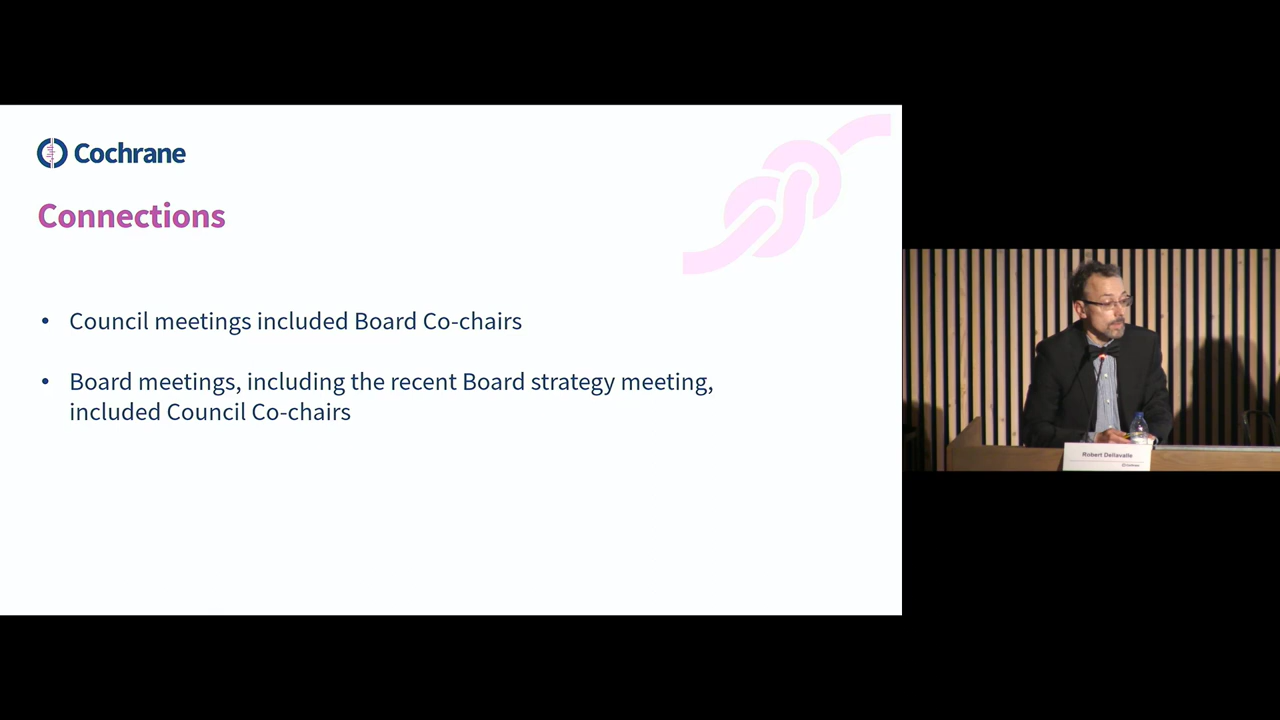 Cochrane
Connections
• Council meetings included Board Co-chairs
• Board meetings, including the recent Board strategy meeting,
included Council Co-chairs
Robert Dellavalle
Cochrane